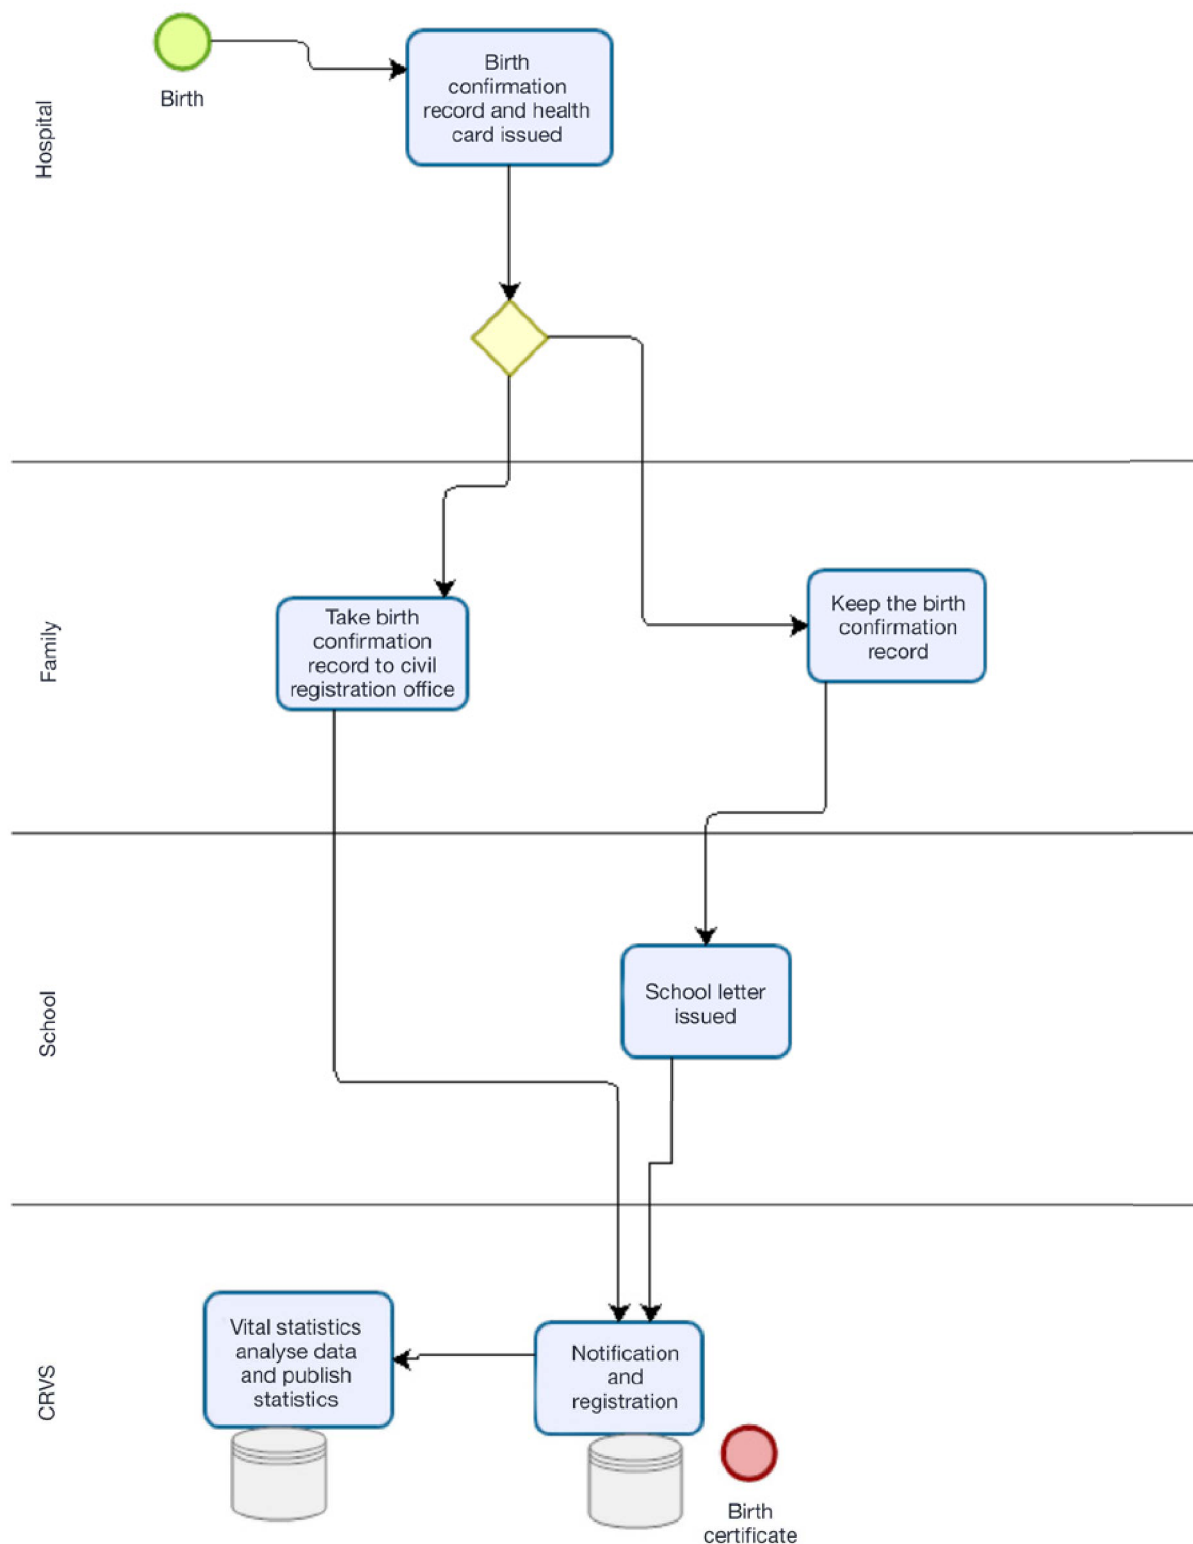 Hospital
Birth
Birth
confirmation
record and health
card issued
Family
Take birth
confirmation
record to civil
registration office
Keep the birth
confirmation
record
School
School letter
issued
CRVS
Vital statistics
analyse data
and publish
statistics
Notification
and
registration
Birth
certificate